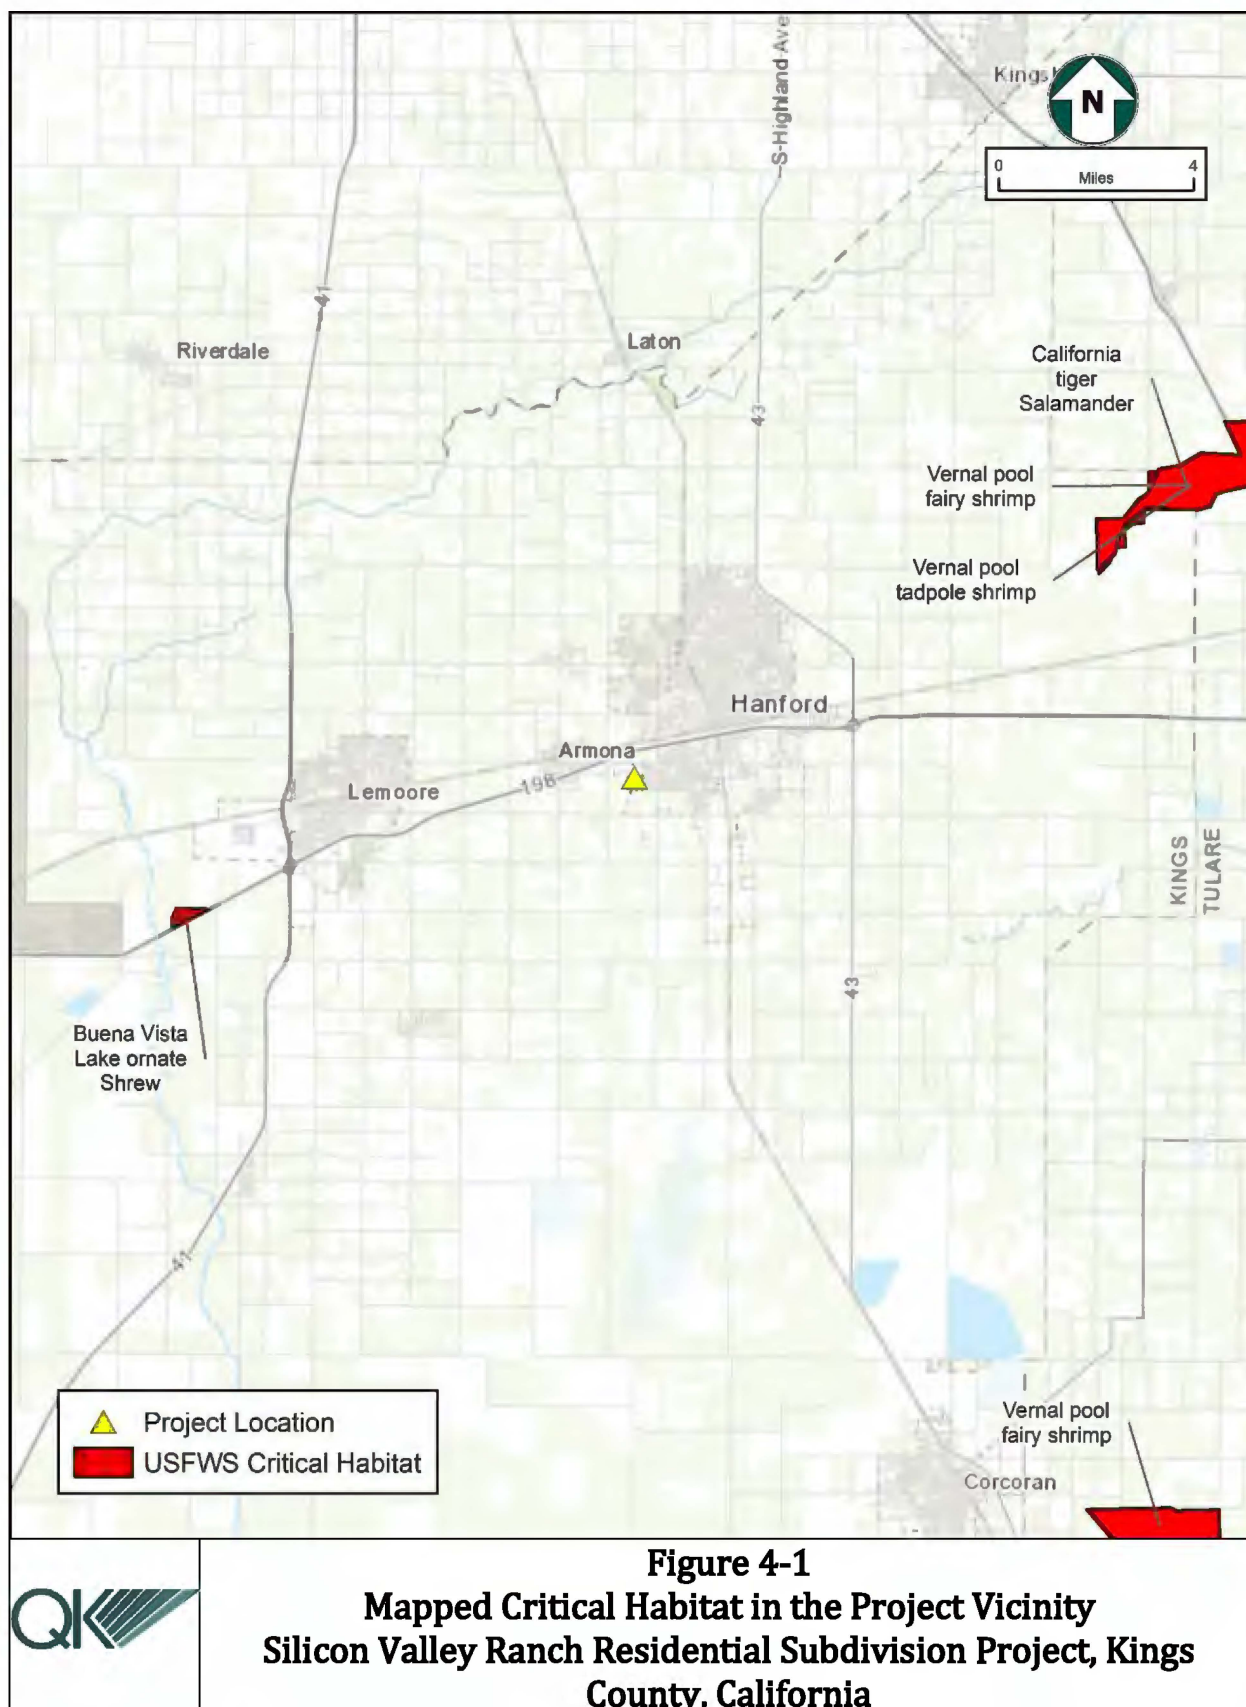 S-Highland Ave
Kings
N
0
4
Miles
41
Riverdale
Laton
43
California
tiger
Salamander
Vernal pool
fairy shrimp
Vernal pool
tadpole shrimp
Hanford
Armona
198
Lemoore
KINGS
TULARE
43
Buena Vista
Lake ornate
Shrew
41
Vernal pool
fairy shrimp
Corcoran
Project Location
USFWS Critical Habitat
QK
Figure 4-1
Mapped Critical Habitat in the Project Vicinity
Silicon Valley Ranch Residential Subdivision Project, Kings
County, California